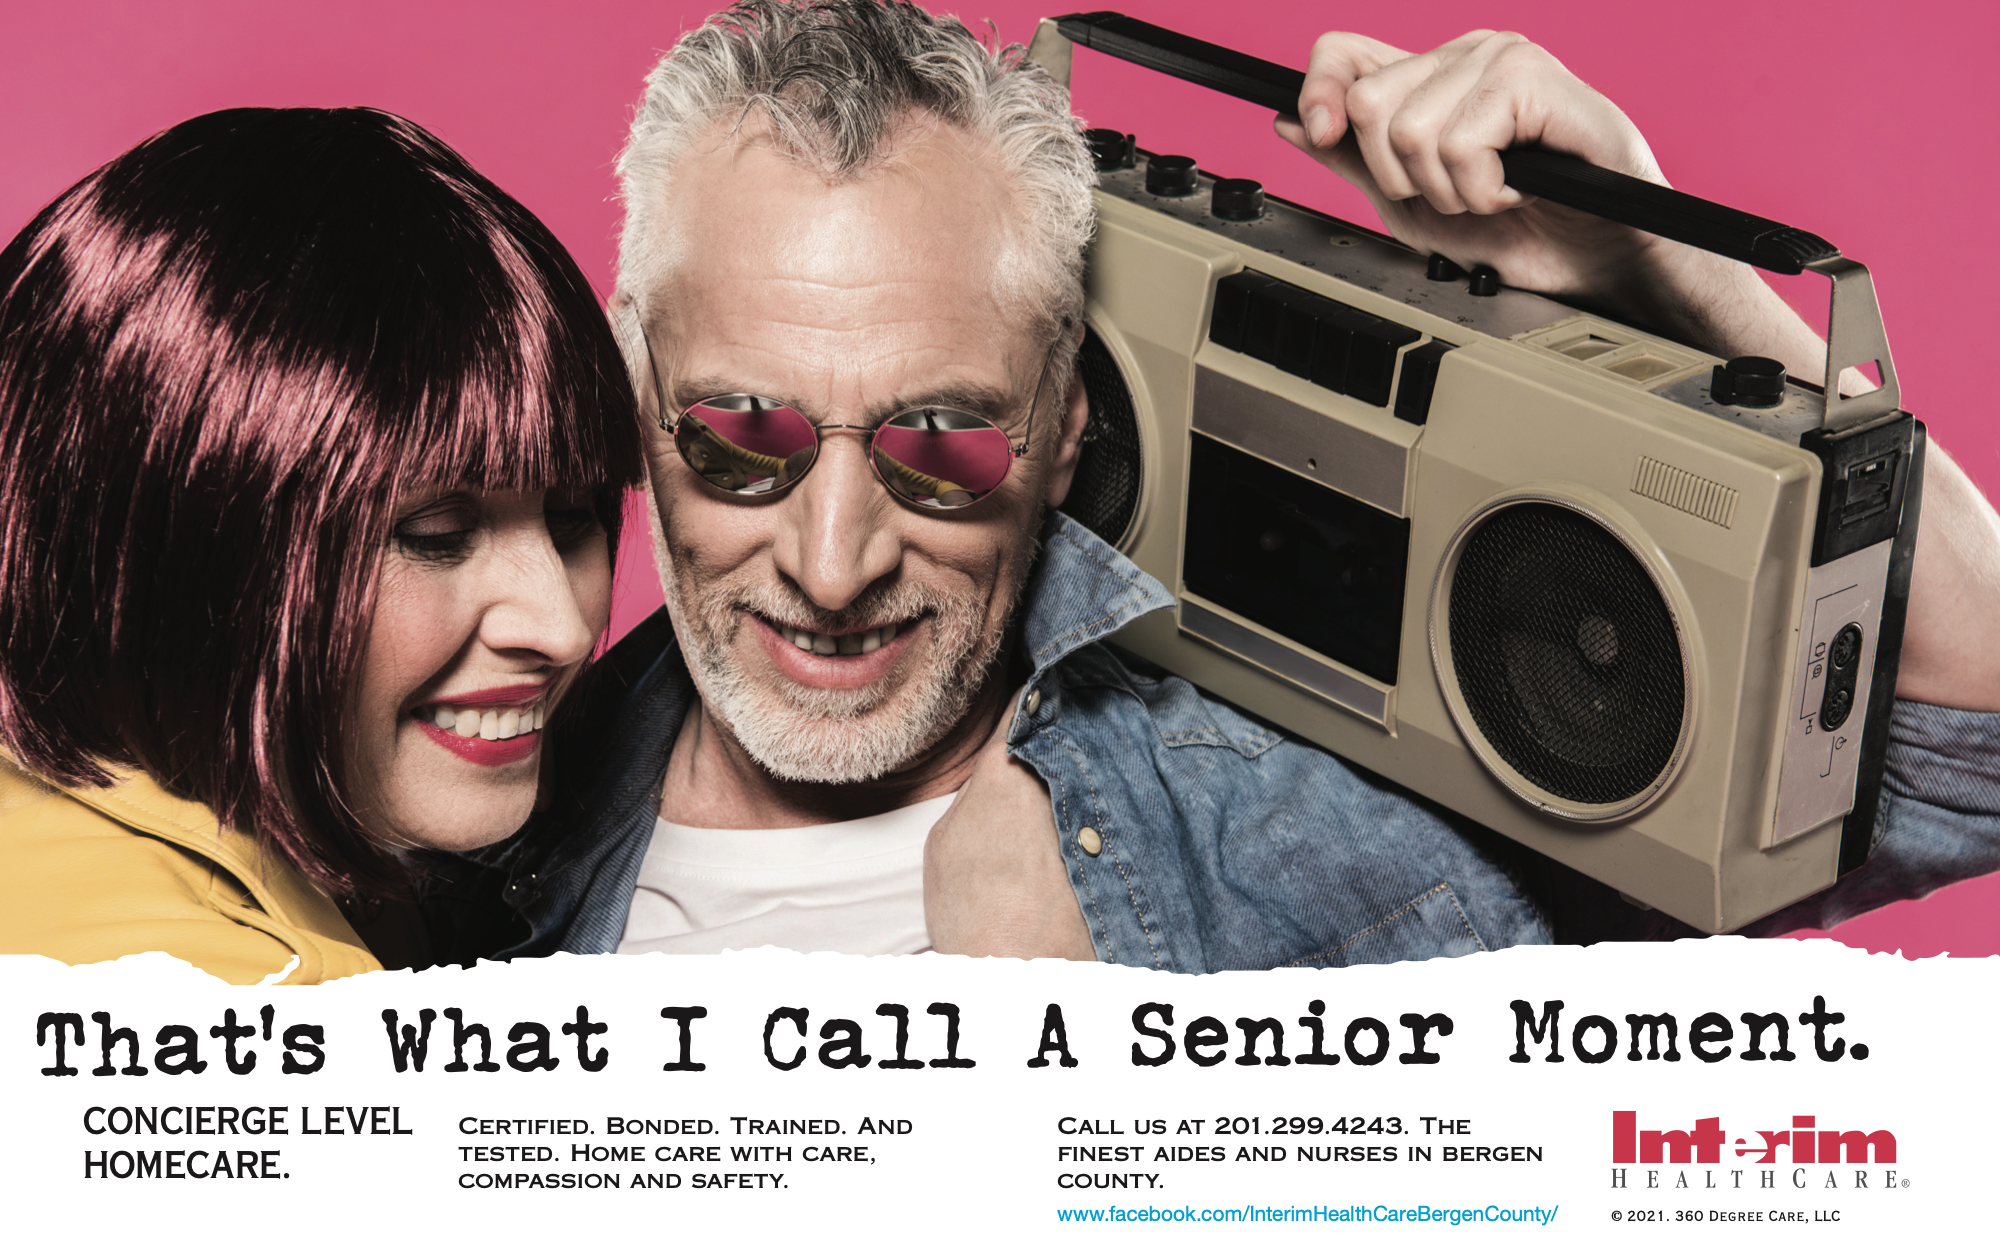 That's What I Call A Senior Moment.
CONCIERGE LEVEL
HOMECARE.
CERTIFIED. BONDED. TRAINED. AND
TESTED. HOME CARE WITH CARE,
COMPASSION AND SAFETY.
CALL US AT 201.299.4243. THE
FINEST AIDES AND NURSES IN BERGEN
COUNTY.
www.facebook.com/InterimHealthCareBergenCounty/
Interim
HEALTHCARE®
© 2021. 360 DEGREE CARE, LLC